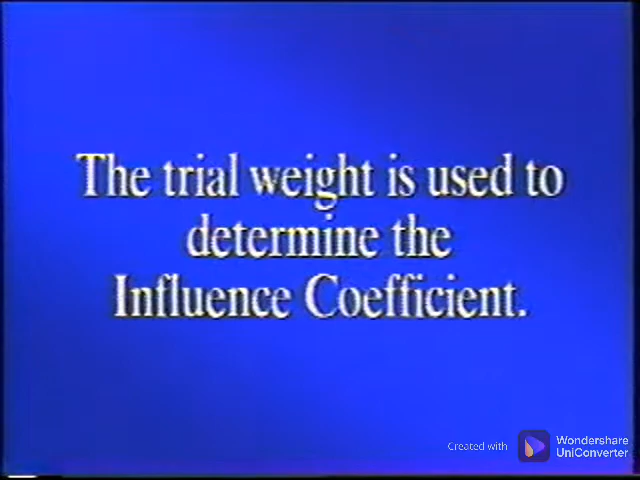 The trial weight is used to
determine the
Influence Coefficient.
Created with
Wondershare
UniConverter